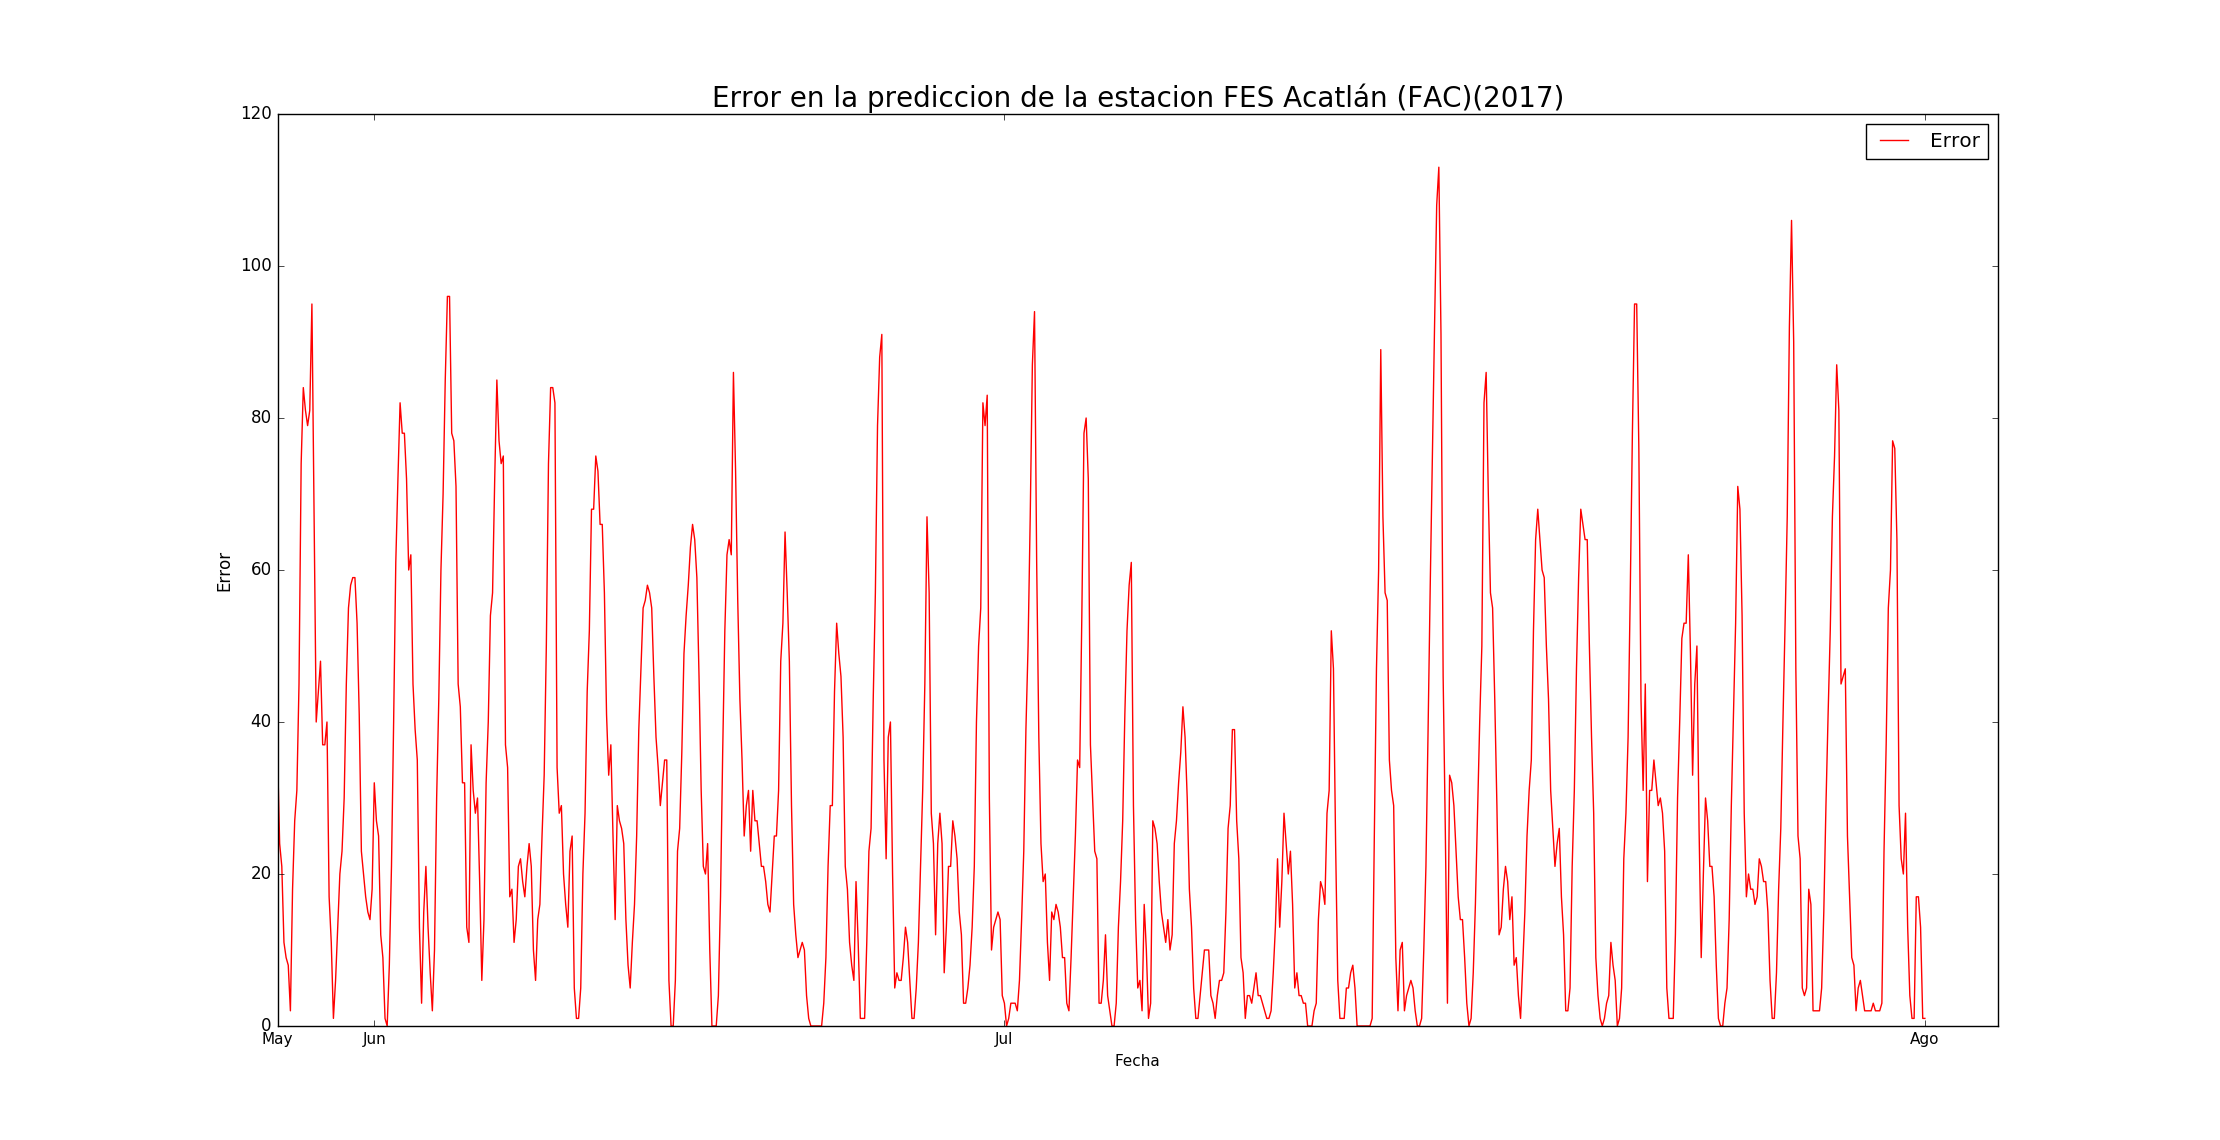 Error en la prediccion de la estacion FES Acatlán (FAC)(2017)
120
Error
100
80
60
Error
40
20
0
May Jun Jul Ago
Fecha